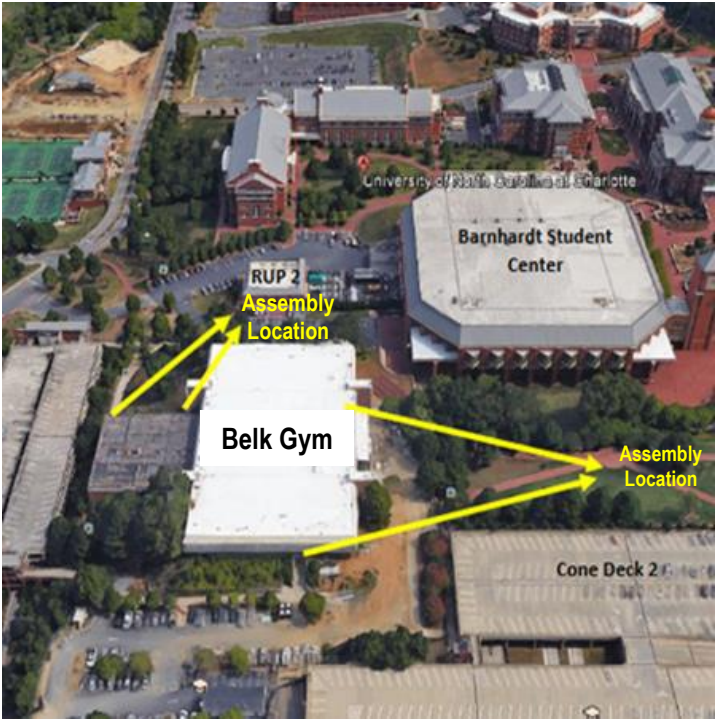 University of North Carolina at Charlotte
Barnhardt Student
Center
RUP 2
Assembly
Location
Belk Gym
Assembly
Location
Cone Deck 2